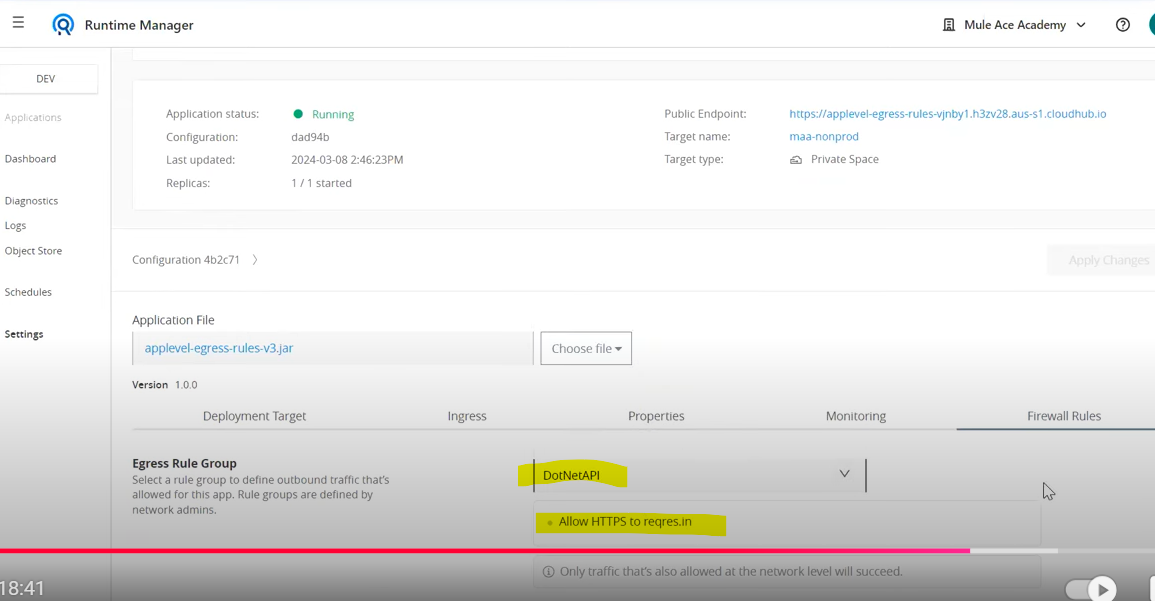 Runtime Manager
Mule Ace Academy
DEV
Applications
Dashboard
Diagnostics
Logs
Object Store
Schedules
Settings
Application status: Running
Configuration: dad94b
Last updated: 2024-03-08 2:46:23PM
Replicas: 1 / 1 started
Public Endpoint: https://applevel-egress-rules-vjnby1.h3zv28.aus-s1.cloudhub.io
Target name: maa-nonprod
Target type: Private Space
Configuration 4b2c71
Apply Changes
Application File
applevel-egress-rules-v3.jar
Choose file
Version 1.0.0
Deployment Target Ingress Properties Monitoring Firewall Rules
Egress Rule Group
Select a rule group to define outbound traffic that's
allowed for this app. Rule groups are defined by
network admins.
DotNetAPI
Allow HTTPS to reqres.in
Only traffic that's also allowed at the network level will succeed.
18:41